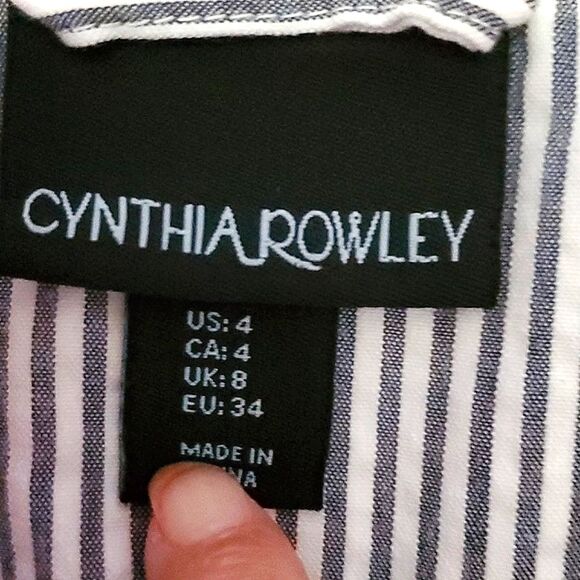 CYNTHIA ROWLEY
US: 4
CA: 4
UK: 8
EU: 34
MADE IN